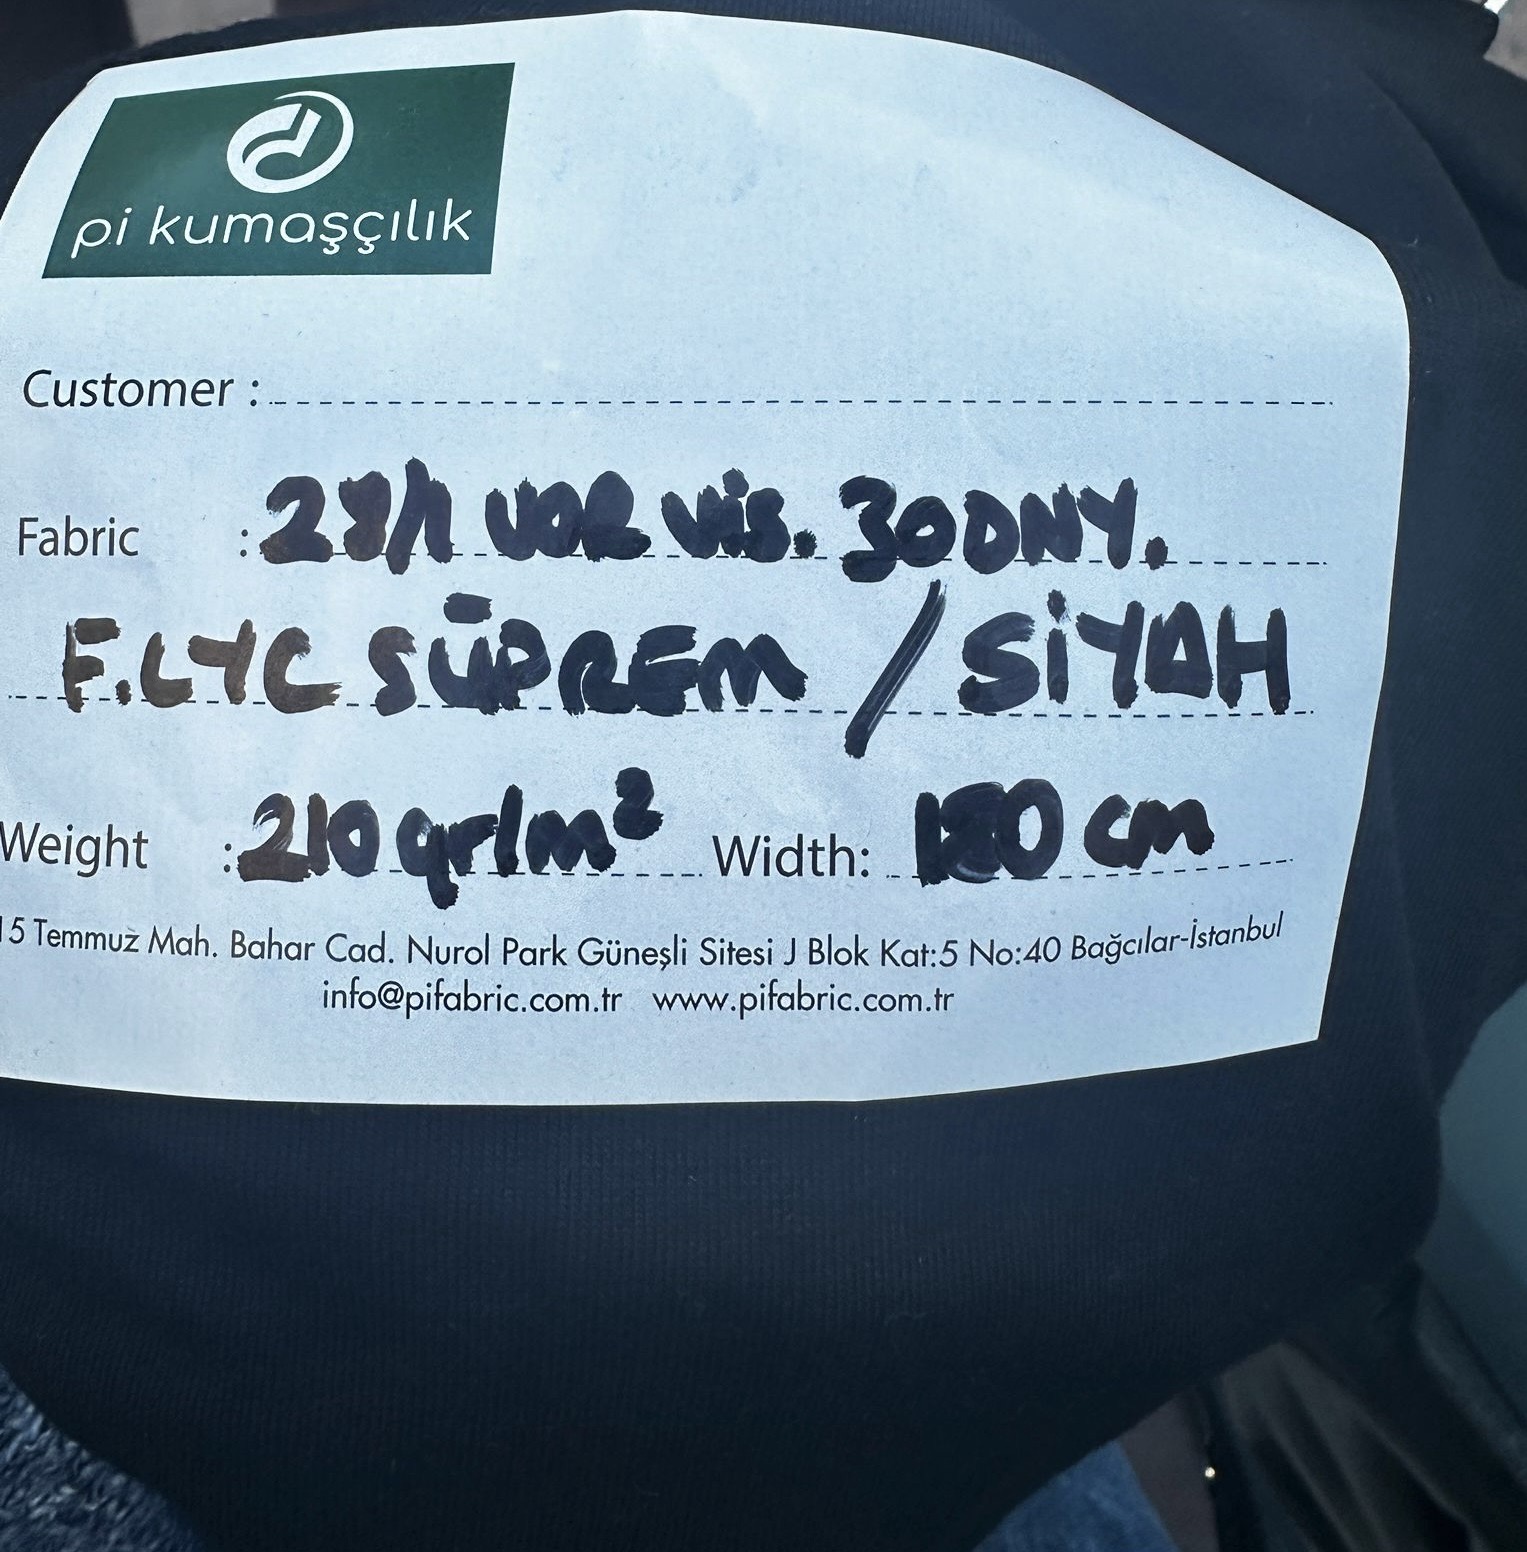 pi kumaşçılık
Customer :
Fabric : 28/1 VOR VİS. 30 DNY.
F.LYC SÜPREM / SİYAH
Weight : 210 gr/m² Width: cm
15 Temmuz Mah. Bahar Cad. Nurol Park Güneşli Sitesi J Blok Kat:5 No:40 Bağcılar-İstanbul
info@pifabric.com.tr www.pifabric.com.tr